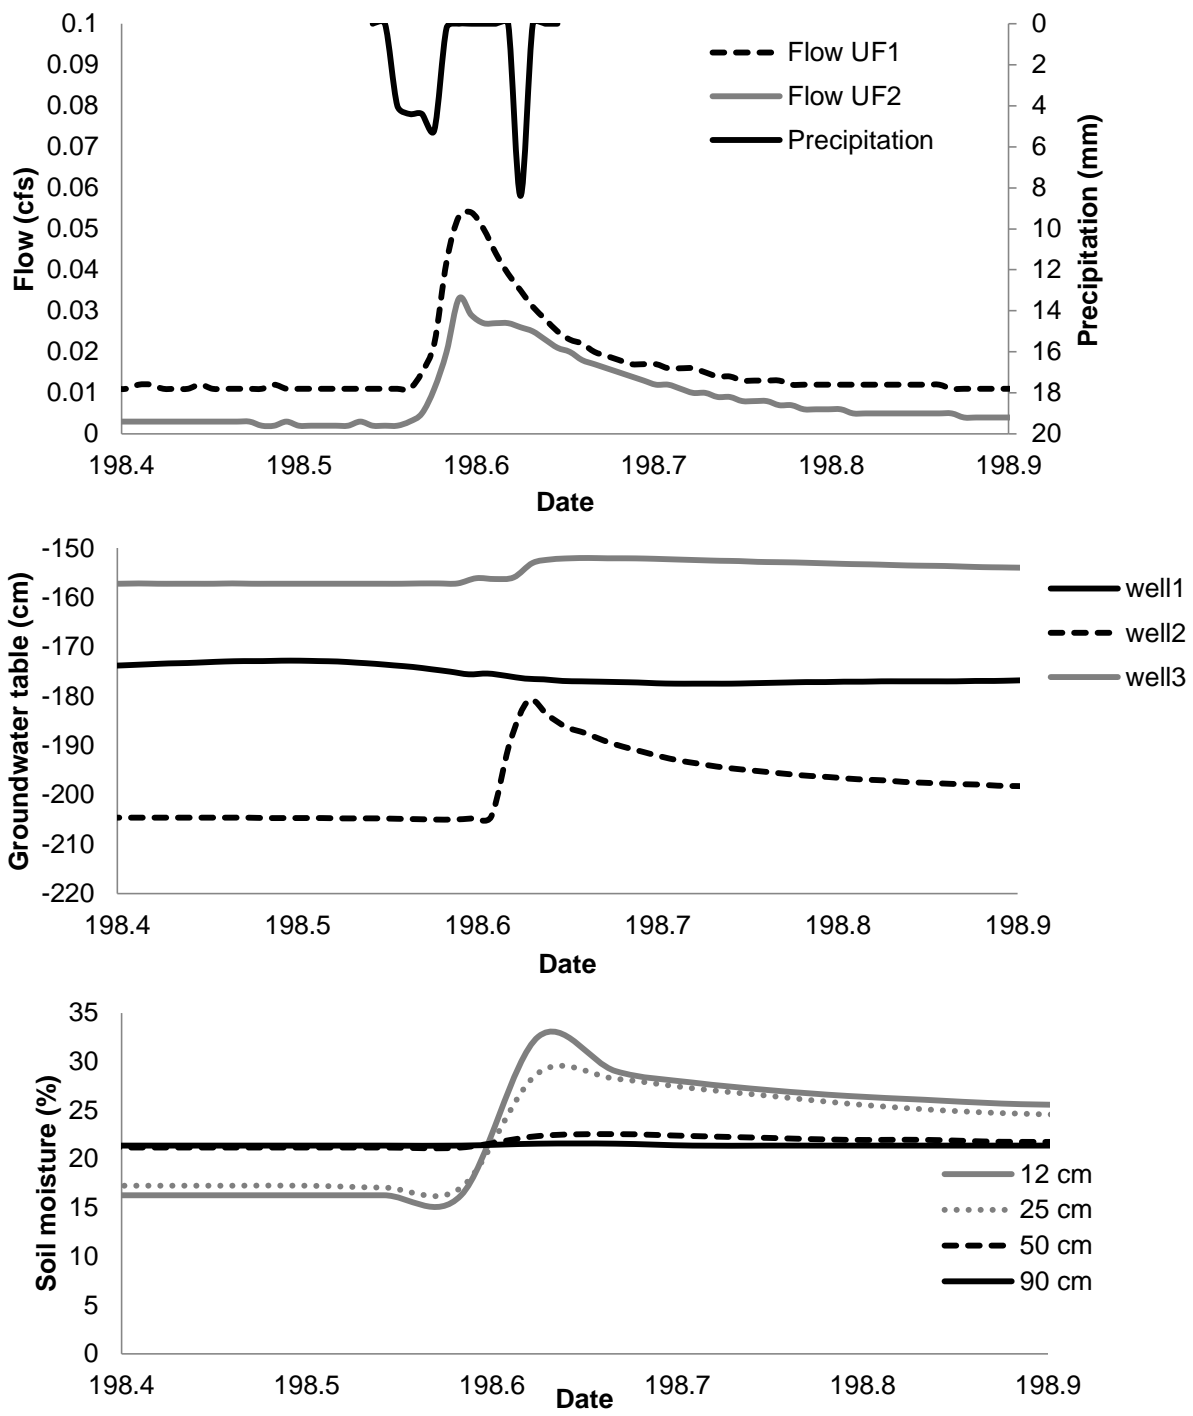 0.1
0.09
0.08
0.07
0.06
0.05
0.04
0.03
0.02
0.01
0
Flow (cfs)
0
2
4
6
8
10
12
14
16
18
20
Precipitation (mm)
Flow UF1
Flow UF2
Precipitation
198.4 198.5 198.6 198.7 198.8 198.9
Date
-150
-160
-170
-180
-190
-200
-210
-220
Groundwater table (cm)
well1
well2
well3
198.4 198.5 198.6 198.7 198.8 198.9
Date
35
30
25
20
15
10
5
0
Soil moisture (%)
12 cm
25 cm
50 cm
90 cm
198.4 198.5 198.6 198.7 198.8 198.9
Date